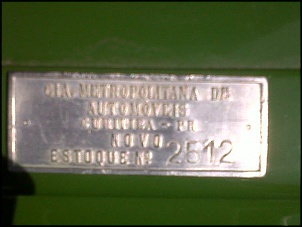 CIA. METROPOLITANA DE
AUTOMÓVEIS
CURITIBA - PR
NOVO
ESTOQUE Nº 2512